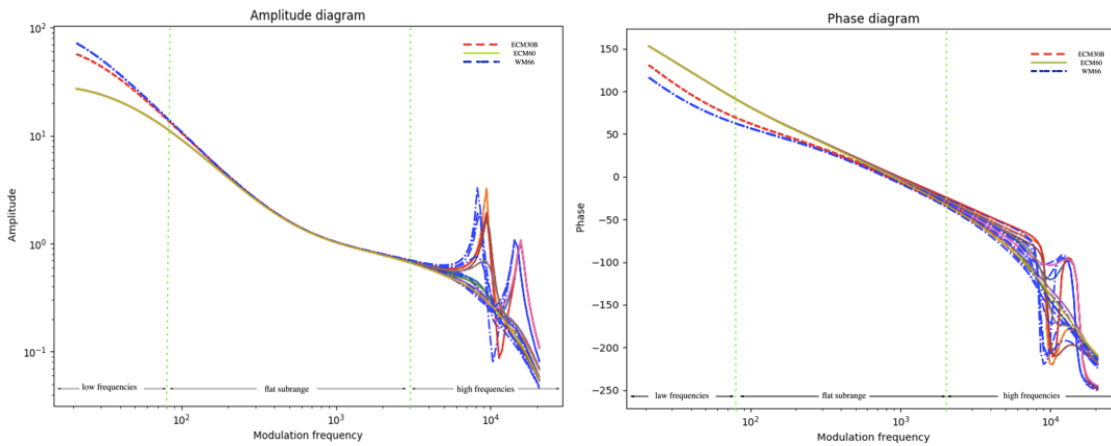 Amplitude diagram
10²
10¹
10⁰
10⁻¹
Amplitude
ECM30B
ECM60
WM66
low frequencies
flat subrange
high frequencies
10²
10³
10⁴
Modulation frequency
Phase diagram
150
100
50
0
−50
−100
−150
−200
−250
Phase
ECM30B
ECM60
WM66
law frequencies
flat subrange
high frequencies
10²
10³
10⁴
Modulation frequency